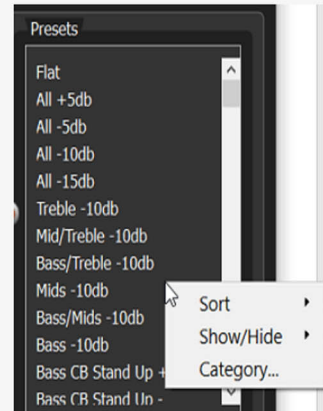 Presets
Flat
All +5db
All -5db
All -10db
All -15db
Treble -10db
Mid/Treble -10db
Bass/Treble -10db
Mids -10db
Bass/Mids -10db
Bass -10db
Bass CB Stand Up +
Bass CB Stand Up -
Sort
Show/Hide
Category...